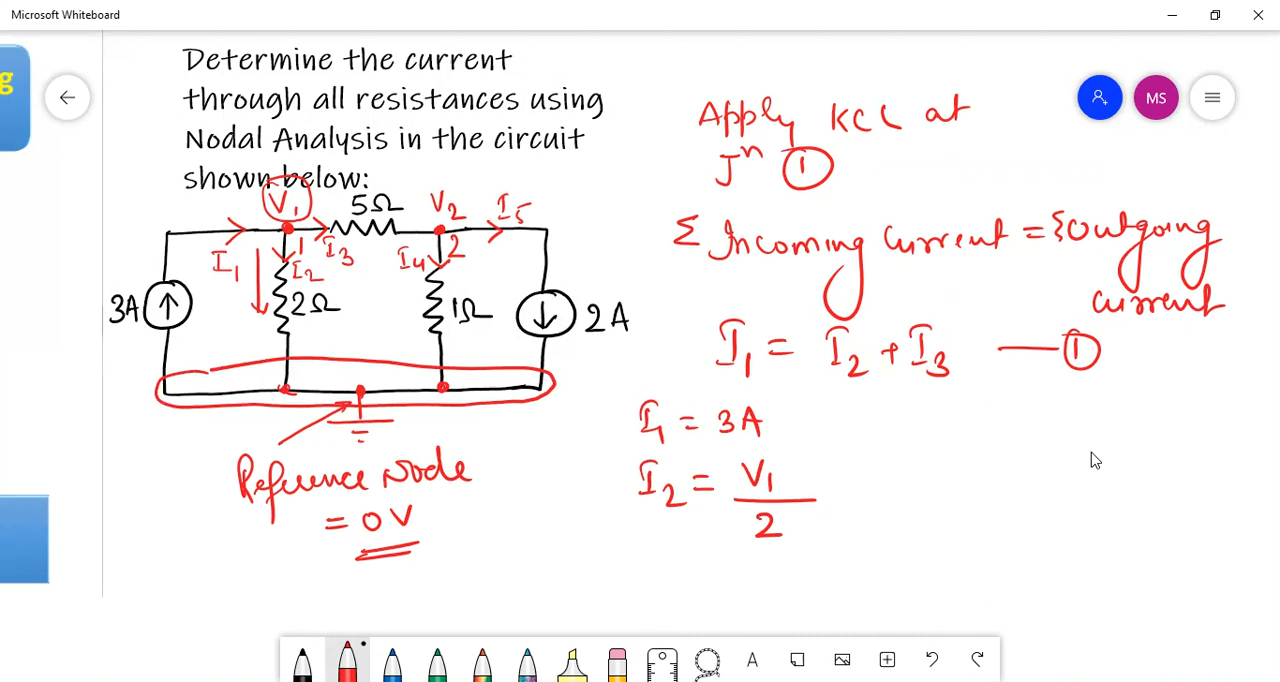 Microsoft Whiteboard
g
MS
Determine the current
through all resistances using
Nodal Analysis in the circuit
shown below:
V1
5Ω
V2
I5
I1
1
I2
I3
I4
2
3A
2Ω
1Ω
2A
Reference Node
= 0V
Apply KCL at
Jn 1
Σ Incoming Current = Σ Outgoing
current
I1 = I2 + I3 — 1
I1 = 3A
I2 = V1
2
A